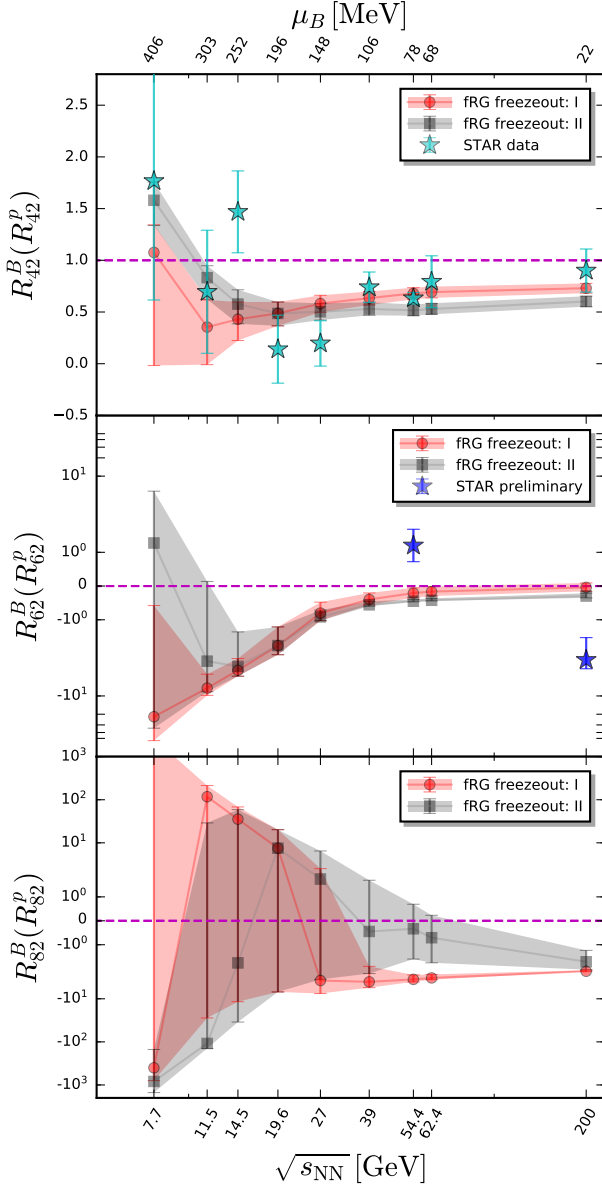 μ_B [MeV]
406 303 252 196 148 106 78 68 22
R^B_42(R^p_42)
2.5
2.0
1.5
1.0
0.5
0.0
−0.5
fRG freezeout: I
fRG freezeout: II
STAR data
R^B_62(R^p_62)
10^1
10^0
0
-10^0
-10^1
fRG freezeout: I
fRG freezeout: II
STAR preliminary
R^B_82(R^p_82)
10^3
10^2
10^1
10^0
0
-10^0
-10^1
-10^2
-10^3
fRG freezeout: I
fRG freezeout: II
7.7 11.5 14.5 19.6 27 39 54.4 62.4 200
√s_NN [GeV]